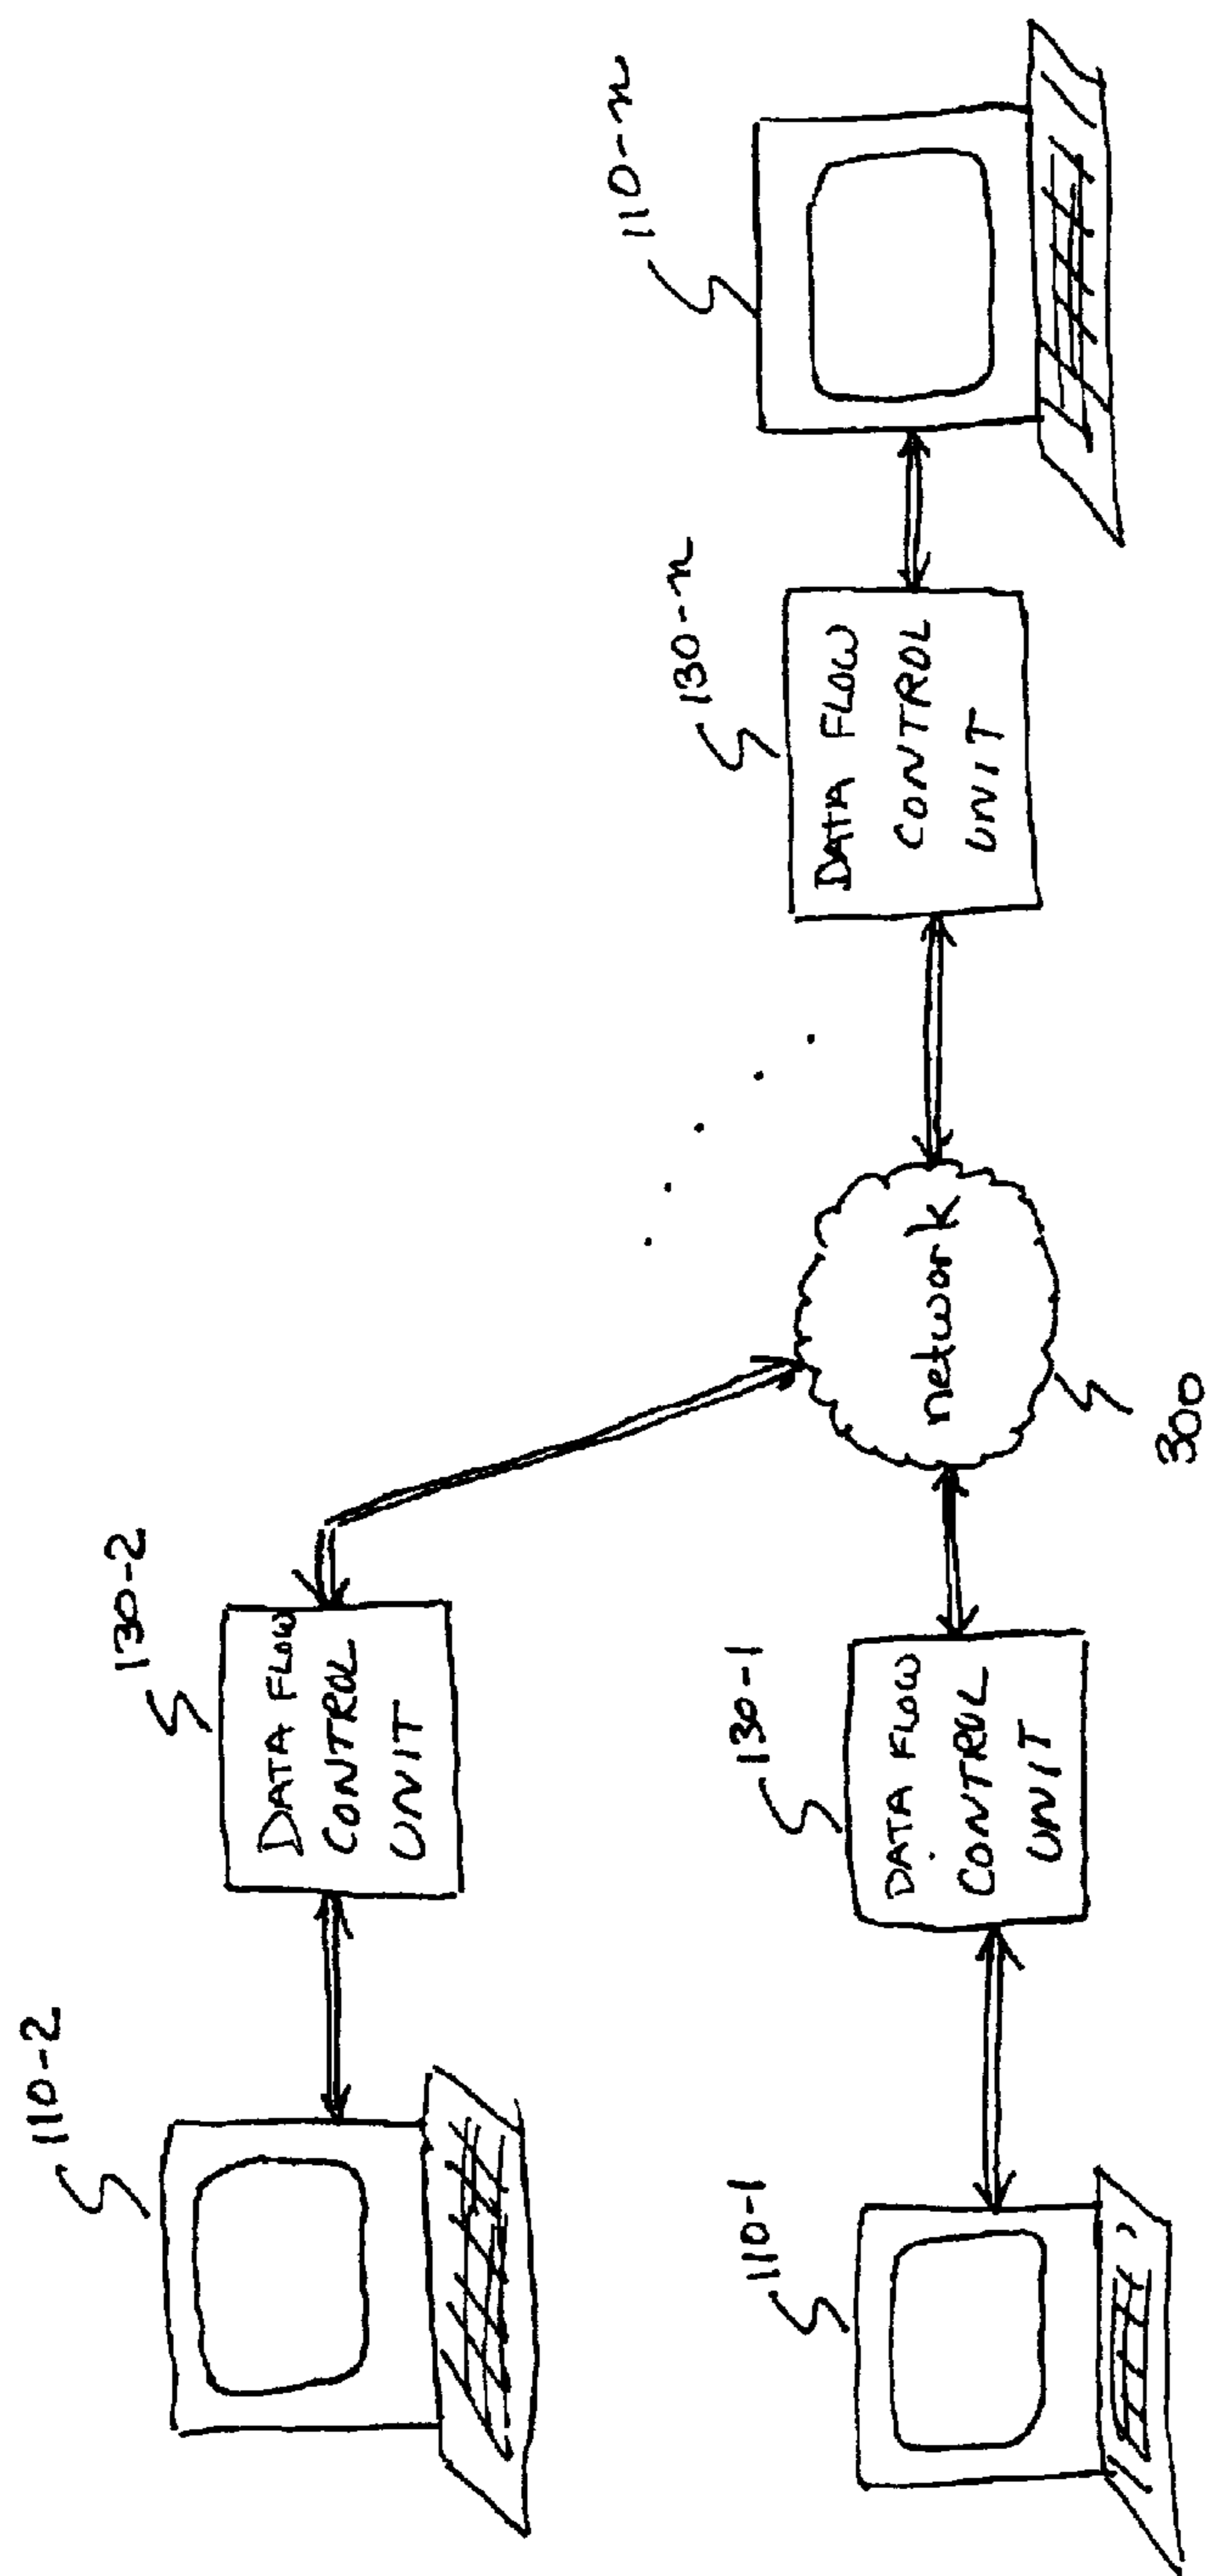 110-2
130-2
DATA FLOW
CONTROL
UNIT
110-1
130-1
DATA FLOW
CONTROL
UNIT
network
300
130-n
DATA FLOW
CONTROL
UNIT
110-n